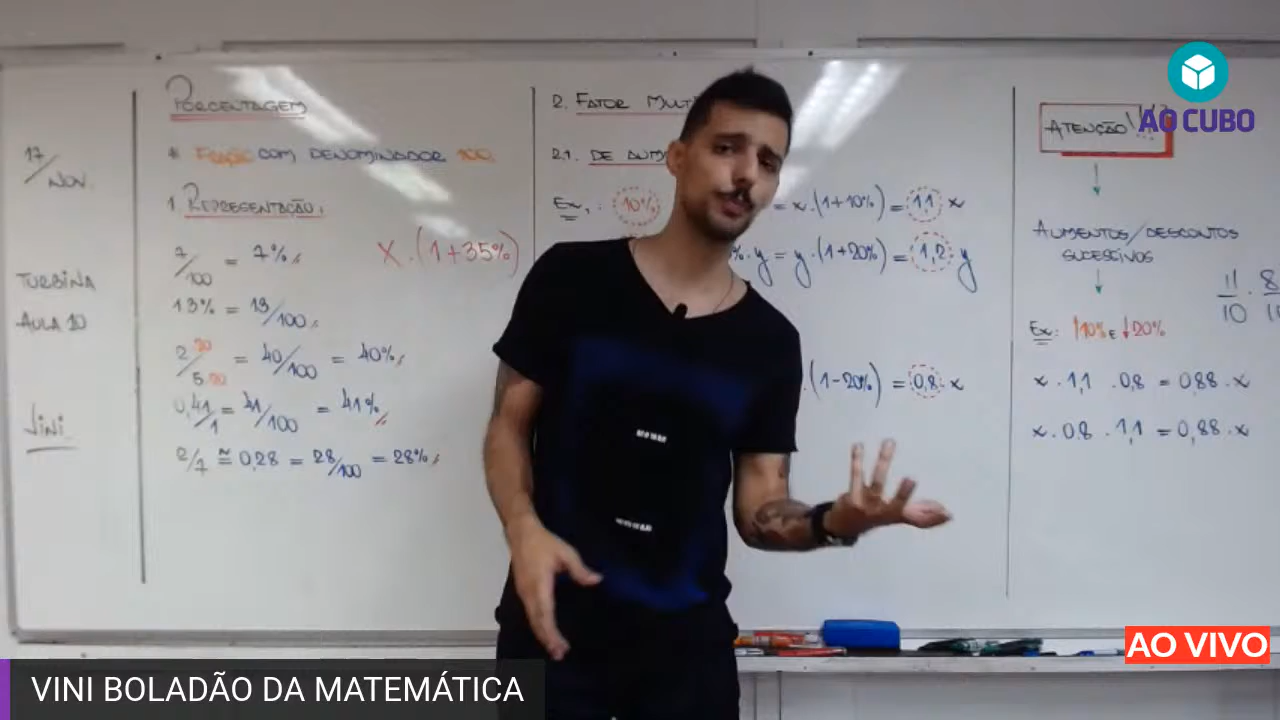 17/NOV.
TURBINA
AULA 10
Vini
PORCENTAGEM
* FRAÇÃO COM DENOMINADOR 100.
1. REPRESENTAÇÃO:
7/100 = 7%
x.(1+35%)
13% = 13/100
2/5 .20 .20 = 40/100 = 40%
0,41/1 = 41/100 = 41%
2/7 ≅ 0,28 = 28/100 = 28%
2. FATOR MULT
2.1. DE AUM
Ex.: 10%
= x.(1+10%) = 1,1 x
%.y = y.(1+20%) = 1,2 y
.(1-20%) = 0,8 x
ATENÇÃO!!!
AUMENTOS/DESCONTOS
SUCESSIVOS
11/10 . 8/10
Ex: ↑10% E ↓20%
x.1,1 .0,8 = 0,88.x
x.0,8 .1,1 = 0,88.x
AO CUBO
AO VIVO
VINI BOLADÃO DA MATEMÁTICA